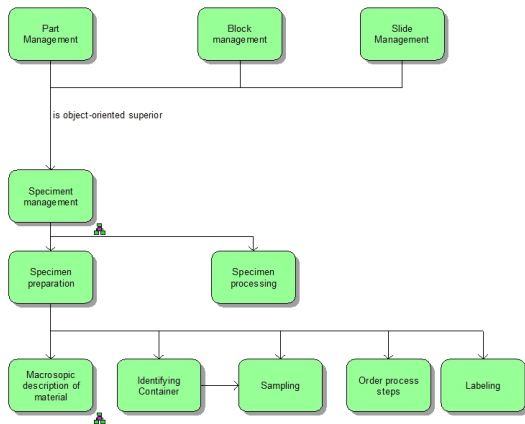 Part
Management
Block
management
Slide
Management
is object-oriented superior
Speciment
management
Specimen
preparation
Specimen
processing
Macrosopic
description of
material
Identifying
Container
Sampling
Order process
steps
Labeling